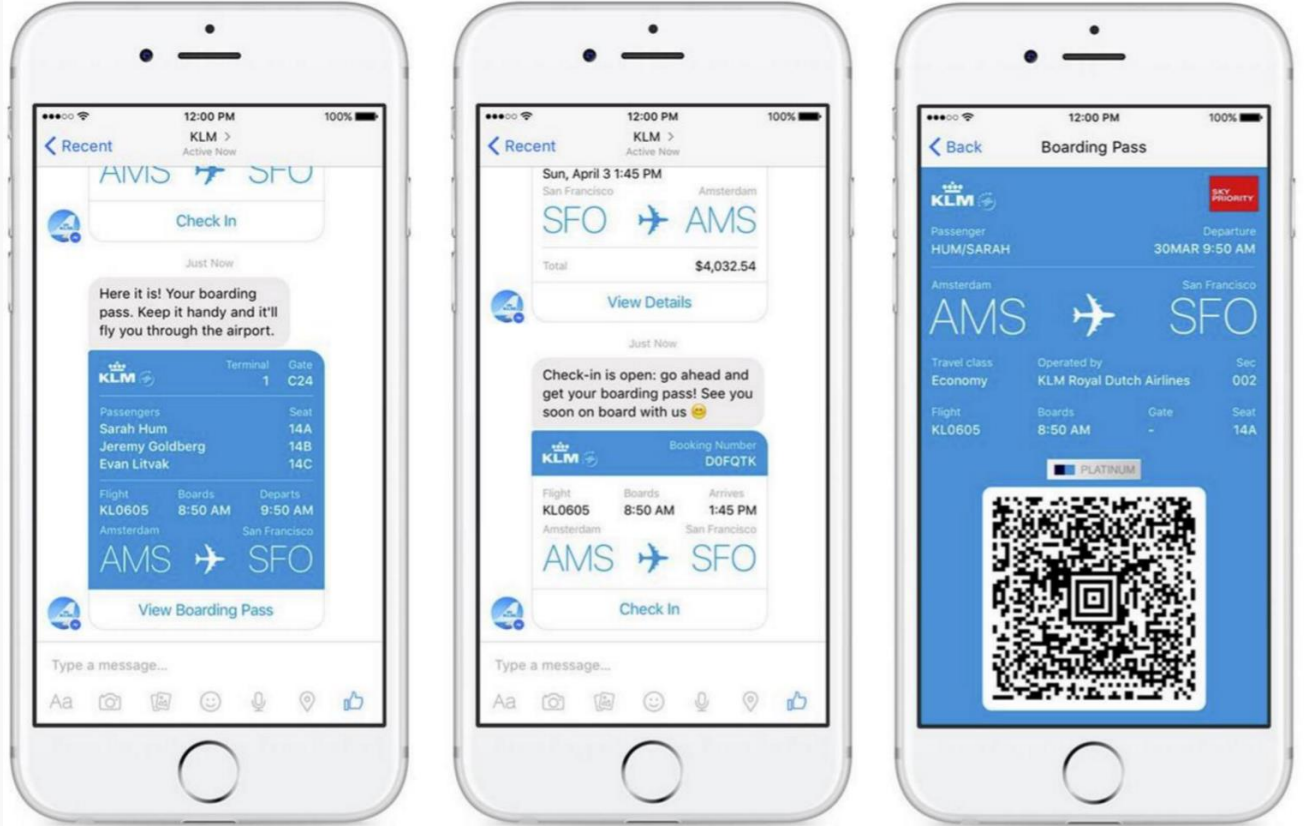 12:00 PM 100%
Recent KLM
Active Now
AMS SFO
Check In
Just Now
Here it is! Your boarding
pass. Keep it handy and it'll
fly you through the airport.
KLM Terminal Gate
1 C24
Passengers Seat
Sarah Hum 14A
Jeremy Goldberg 14B
Evan Litvak 14C
Flight Boards Departs
KL0605 8:50 AM 9:50 AM
Amsterdam San Francisco
AMS SFO
View Boarding Pass
Type a message...
Aa
12:00 PM 100%
Recent KLM
Active Now
Sun, April 3 1:45 PM
San Francisco Amsterdam
SFO AMS
Total $4,032.54
View Details
Just Now
Check-in is open: go ahead and
get your boarding pass! See you
soon on board with us 😊
KLM Booking Number
D0FQTK
Flight Boards Arrives
KL0605 8:50 AM 1:45 PM
Amsterdam San Francisco
AMS SFO
Check In
Type a message...
Aa
12:00 PM 100%
Back Boarding Pass
KLM SKY
PRIORITY
Passenger Departure
HUM/SARAH 30MAR 9:50 AM
Amsterdam San Francisco
AMS SFO
Travel class Operated by Sec
Economy KLM Royal Dutch Airlines 002
Flight Boards Gate Seat
KL0605 8:50 AM - 14A
PLATINUM